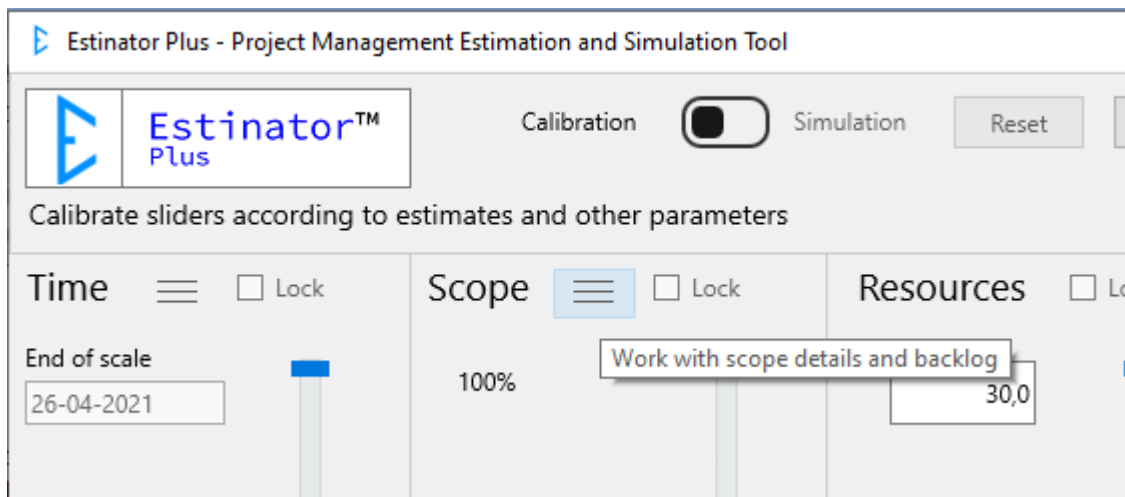 Estinator Plus - Project Management Estimation and Simulation Tool
Estinator™
Plus
Calibration Simulation Reset
Calibrate sliders according to estimates and other parameters
Time Lock Scope Lock Resources
End of scale
Work with scope details and backlog
26-04-2021 100% 30,0